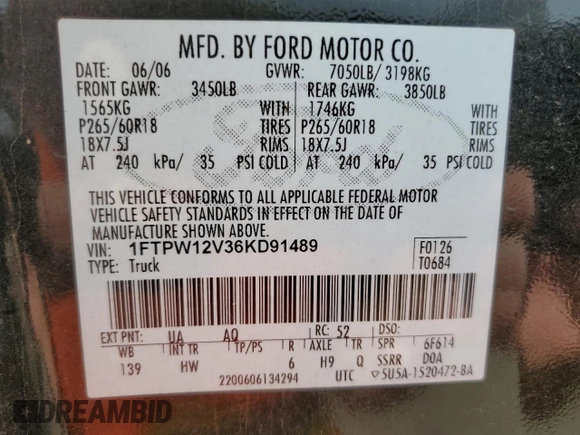 MFD. BY FORD MOTOR CO.
DATE: 06/06 GVWR: 7050LB/ 3198KG
FRONT GAWR: 3450LB REAR GAWR: 3850LB
1565KG WITH 1746KG WITH
P265/60R18 TIRES P265/60R18 TIRES
18X7.5J RIMS 18X7.5J RIMS
AT 240 kPa/ 35 PSI COLD AT 240 kPa/ 35 PSI COLD
THIS VEHICLE CONFORMS TO ALL APPLICABLE FEDERAL MOTOR
VEHICLE SAFETY STANDARDS IN EFFECT ON THE DATE OF
MANUFACTURE SHOWN ABOVE.
VIN: 1FTPW12V36KD91489 F0126
TYPE: Truck T0684
EXT PNT: UA AQ RC: 52 DSO:
WB INT TR TP/PS R AXLE TR SPR 6F614
139 HW 6 H9 Q SSRR D0A
2200606134294 UTC 5U5A-1520472-BA
Ford
DREAMBID